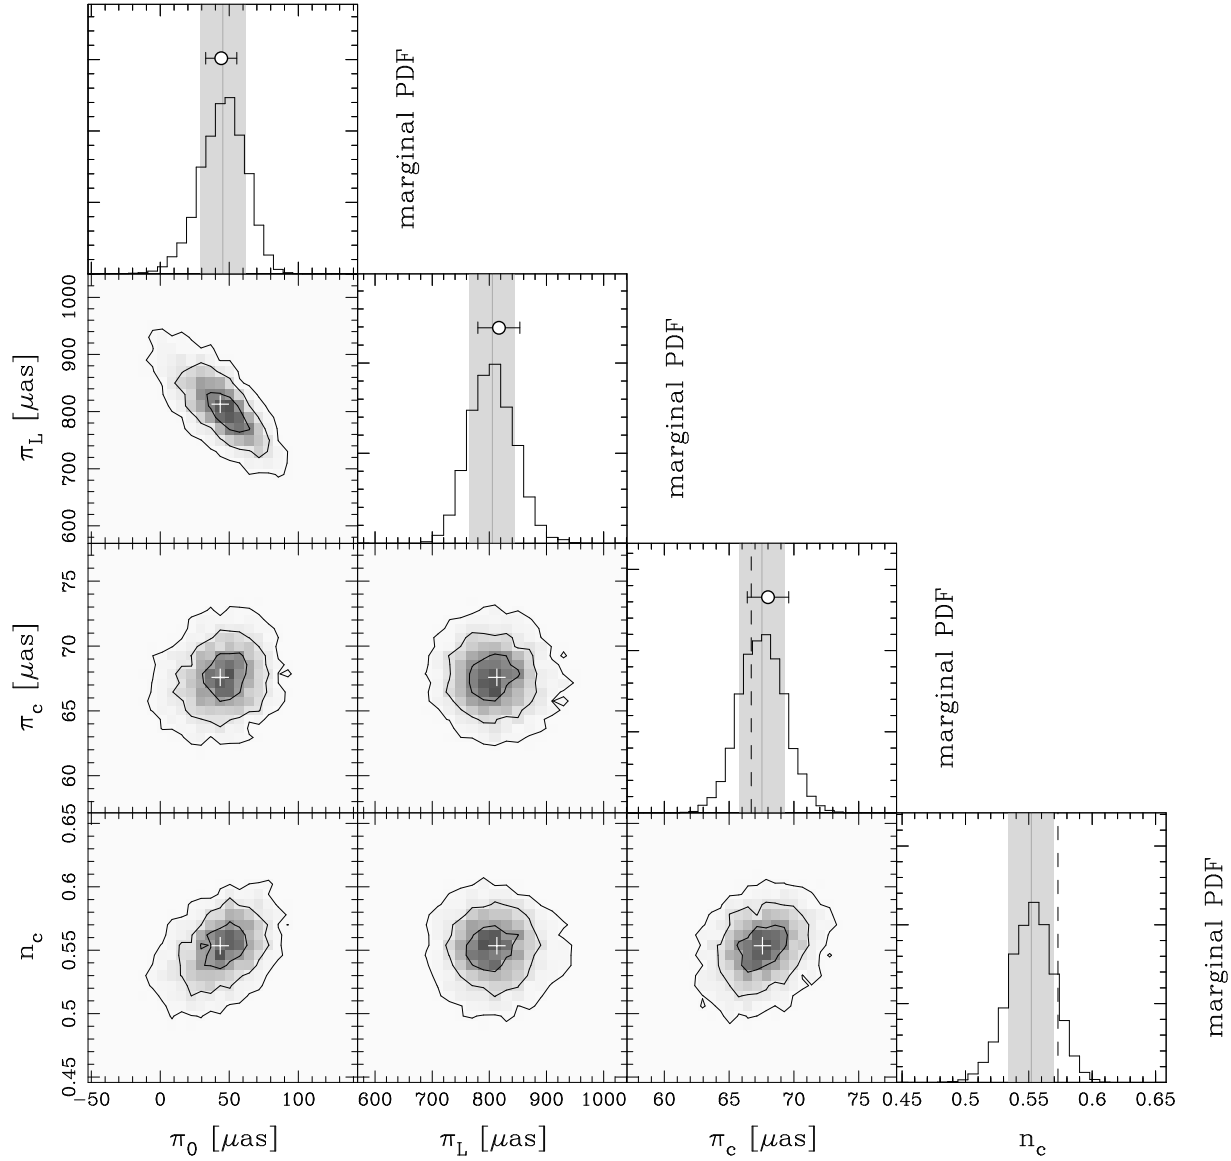 marginal PDF
1000
900
800
700
600
π_L [μas]
marginal PDF
75
70
65
60
π_c [μas]
marginal PDF
0.65
0.6
0.55
0.5
0.45
n_c
marginal PDF
−50 0 50 100
600 800 1000
60 65 70 75
0.45 0.5 0.55 0.6 0.65
π_0 [μas]
π_L [μas]
π_c [μas]
n_c